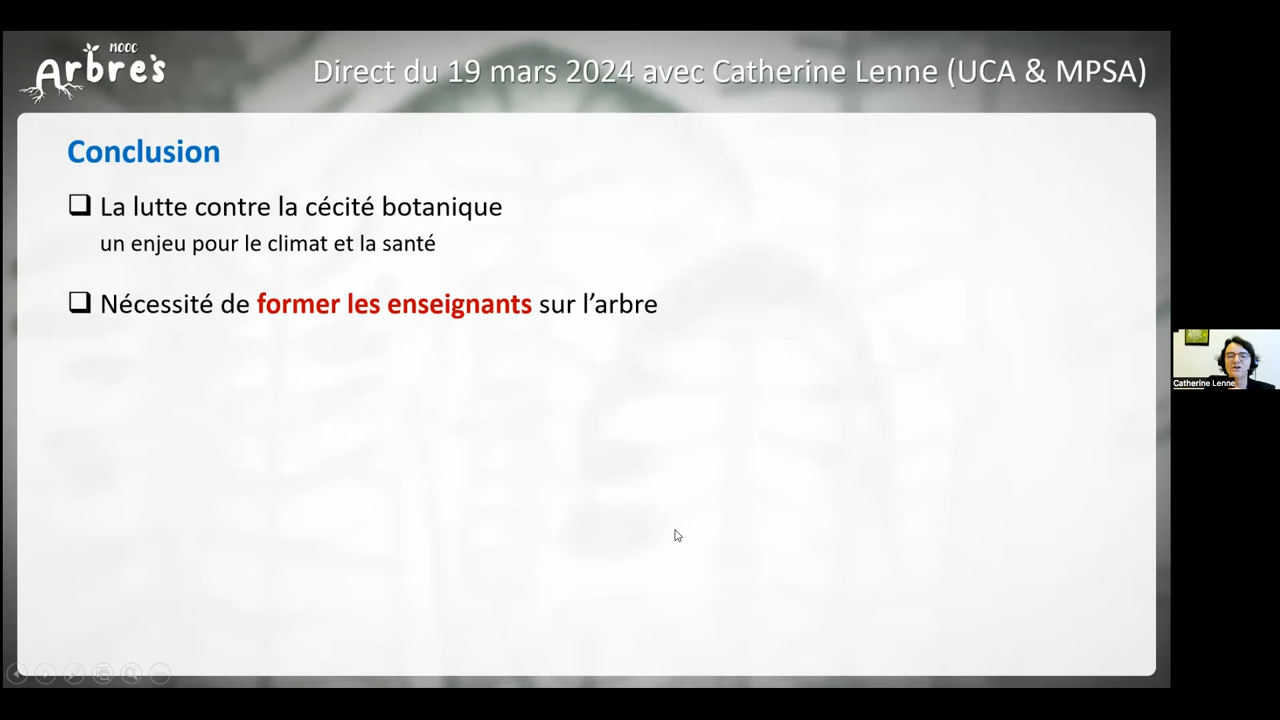 MOOC
Arbres
Direct du 19 mars 2024 avec Catherine Lenne (UCA & MPSA)
Conclusion
La lutte contre la cécité botanique
un enjeu pour le climat et la santé
Nécessité de former les enseignants sur l'arbre
Catherine Lenne